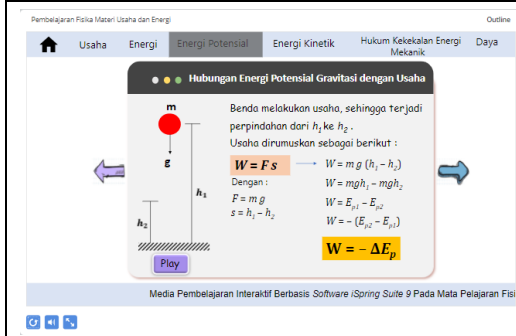 Pembelajaran Fisika Materi Usaha dan Energi
Outline
Usaha
Energi
Energi Potensial
Energi Kinetik
Hukum Kekekalan Energi
Mekanik
Daya
Hubungan Energi Potensial Gravitasi dengan Usaha
m
g
h₁
h₂
Play
Benda melakukan usaha, sehingga terjadi
perpindahan dari h₁ ke h₂ .
Usaha dirumuskan sebagai berikut :
W = F s
Dengan :
F = m g
s = h₁ – h₂
W = m g (h₁ – h₂)
W = mgh₁ – mgh₂
W = Eₚ₁ – Eₚ₂
W = – (Eₚ₂ – Eₚ₁)
W = – ΔEₚ
Media Pembelajaran Interaktif Berbasis Software iSpring Suite 9 Pada Mata Pelajaran Fisi